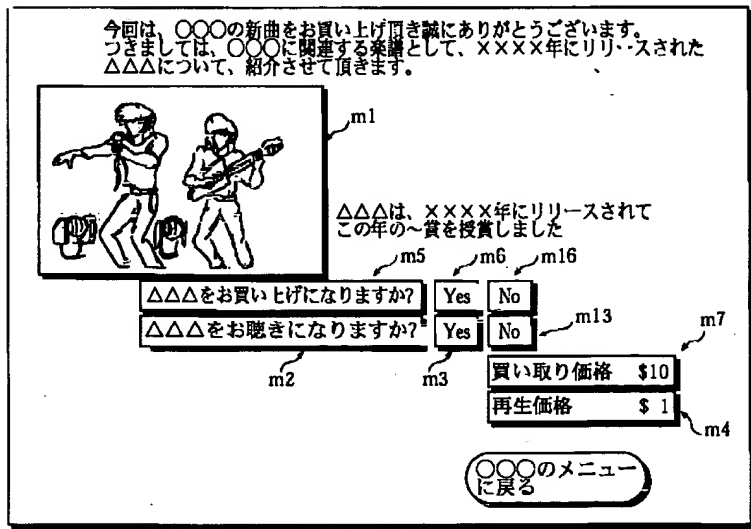 今回は、○○○の新曲をお買い上げ頂き誠にありがとうございます。
つきましては、○○○に関連する楽譜として、××××年にリリースされた
△△△について、紹介させて頂きます。
m1
△△△は、××××年にリリースされて
この年の～賞を授賞しました
m5 m6 m16
△△△をお買い上げになりますか? Yes No
△△△をお聴きになりますか? Yes No
m13
m7
m2 m3
買い取り価格 $10
再生価格 $ 1
m4
○○○のメニュー
に戻る